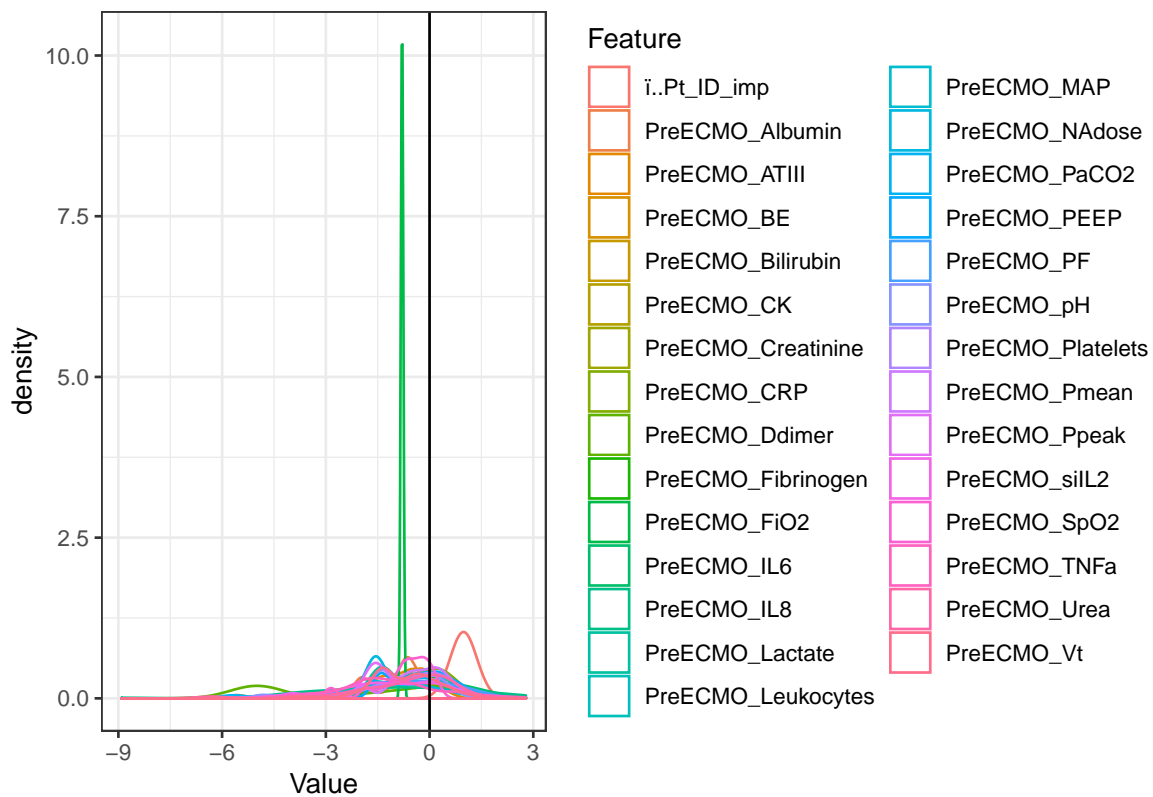 10.0
7.5
5.0
2.5
0.0
density
−9
−6
−3
0
3
Value
Feature
ï..Pt_ID_imp
PreECMO_Albumin
PreECMO_ATIII
PreECMO_BE
PreECMO_Bilirubin
PreECMO_CK
PreECMO_Creatinine
PreECMO_CRP
PreECMO_Ddimer
PreECMO_Fibrinogen
PreECMO_FiO2
PreECMO_IL6
PreECMO_IL8
PreECMO_Lactate
PreECMO_Leukocytes
PreECMO_MAP
PreECMO_NAdose
PreECMO_PaCO2
PreECMO_PEEP
PreECMO_PF
PreECMO_pH
PreECMO_Platelets
PreECMO_Pmean
PreECMO_Ppeak
PreECMO_siIL2
PreECMO_SpO2
PreECMO_TNFa
PreECMO_Urea
PreECMO_Vt